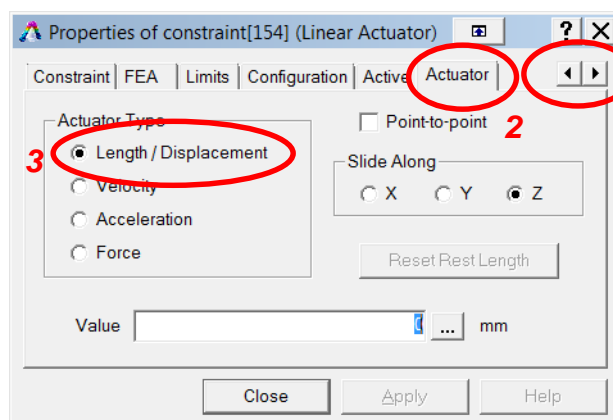 Properties of constraint[154] (Linear Actuator) ? X
Constraint FEA Limits Configuration Active Actuator
Actuator Type Point-to-point 2
3 Length / Displacement Slide Along
Velocity X Y Z
Acceleration
Force Reset Rest Length
Value 0 ... mm
Close Apply Help